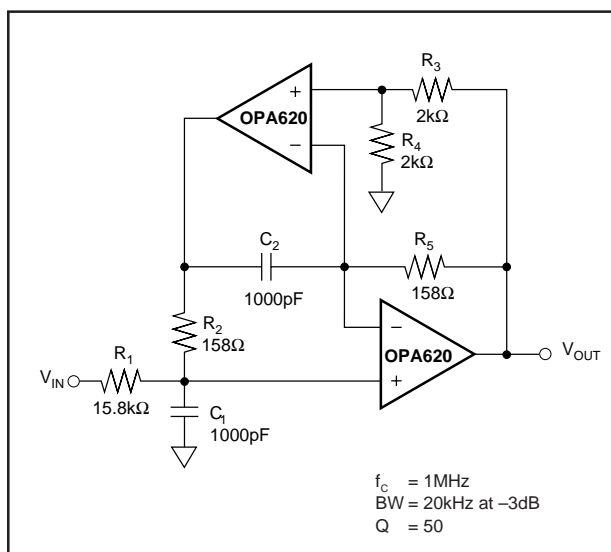 R3
2kΩ
+
OPA620
–
R4
2kΩ
C2
1000pF
R5
158Ω
R2
158Ω
–
OPA620
+
VOUT
R1
VIN
15.8kΩ
C1
1000pF
fC = 1MHz
BW = 20kHz at –3dB
Q = 50